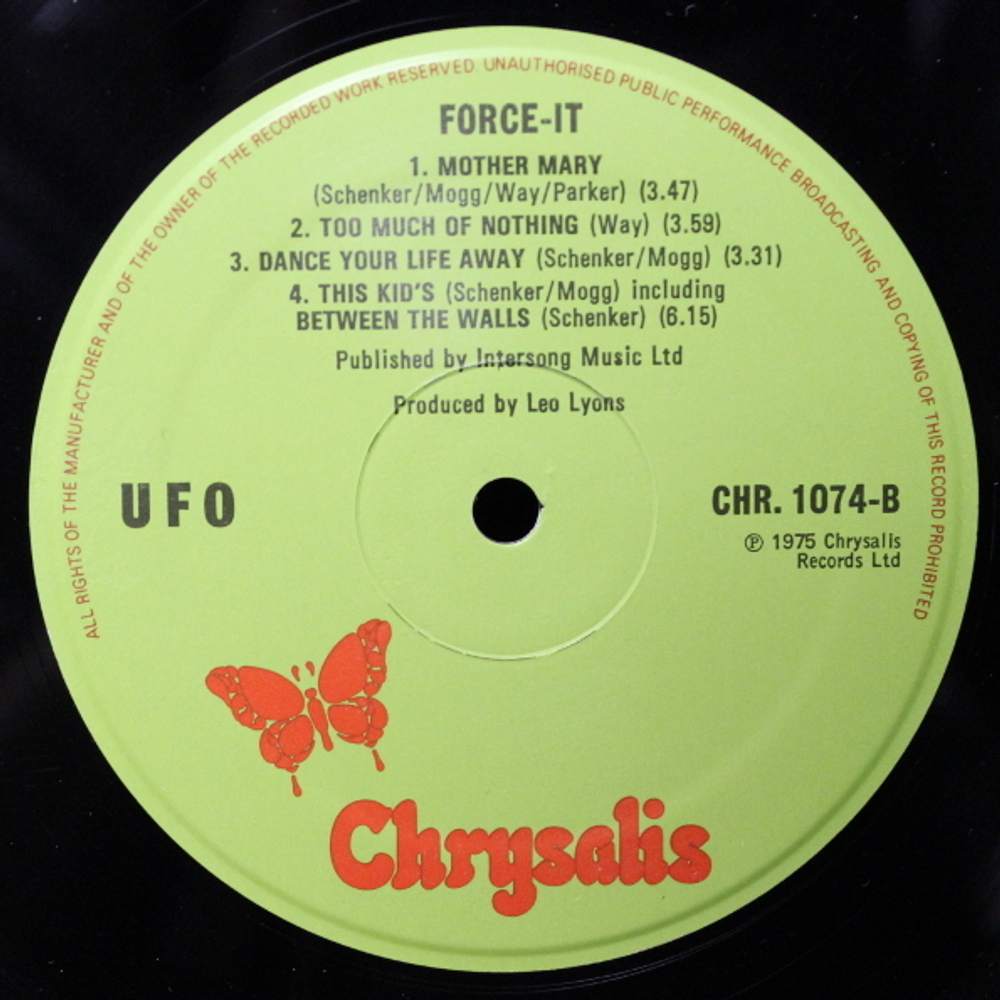 ALL RIGHTS OF THE MANUFACTURER AND OF THE OWNER OF THE RECORDED WORK RESERVED UNAUTHORISED PUBLIC PERFORMANCE BROADCASTING AND COPYING OF THIS RECORD PROHIBITED
FORCE-IT
1. MOTHER MARY
(Schenker/Mogg/Way/Parker) (3.47)
2. TOO MUCH OF NOTHING (Way) (3.59)
3. DANCE YOUR LIFE AWAY (Schenker/Mogg) (3.31)
4. THIS KID'S (Schenker/Mogg) including
BETWEEN THE WALLS (Schenker) (6.15)
Published by Intersong Music Ltd
Produced by Leo Lyons
UFO
CHR. 1074-B
Ⓟ 1975 Chrysalis
Records Ltd
Chrysalis